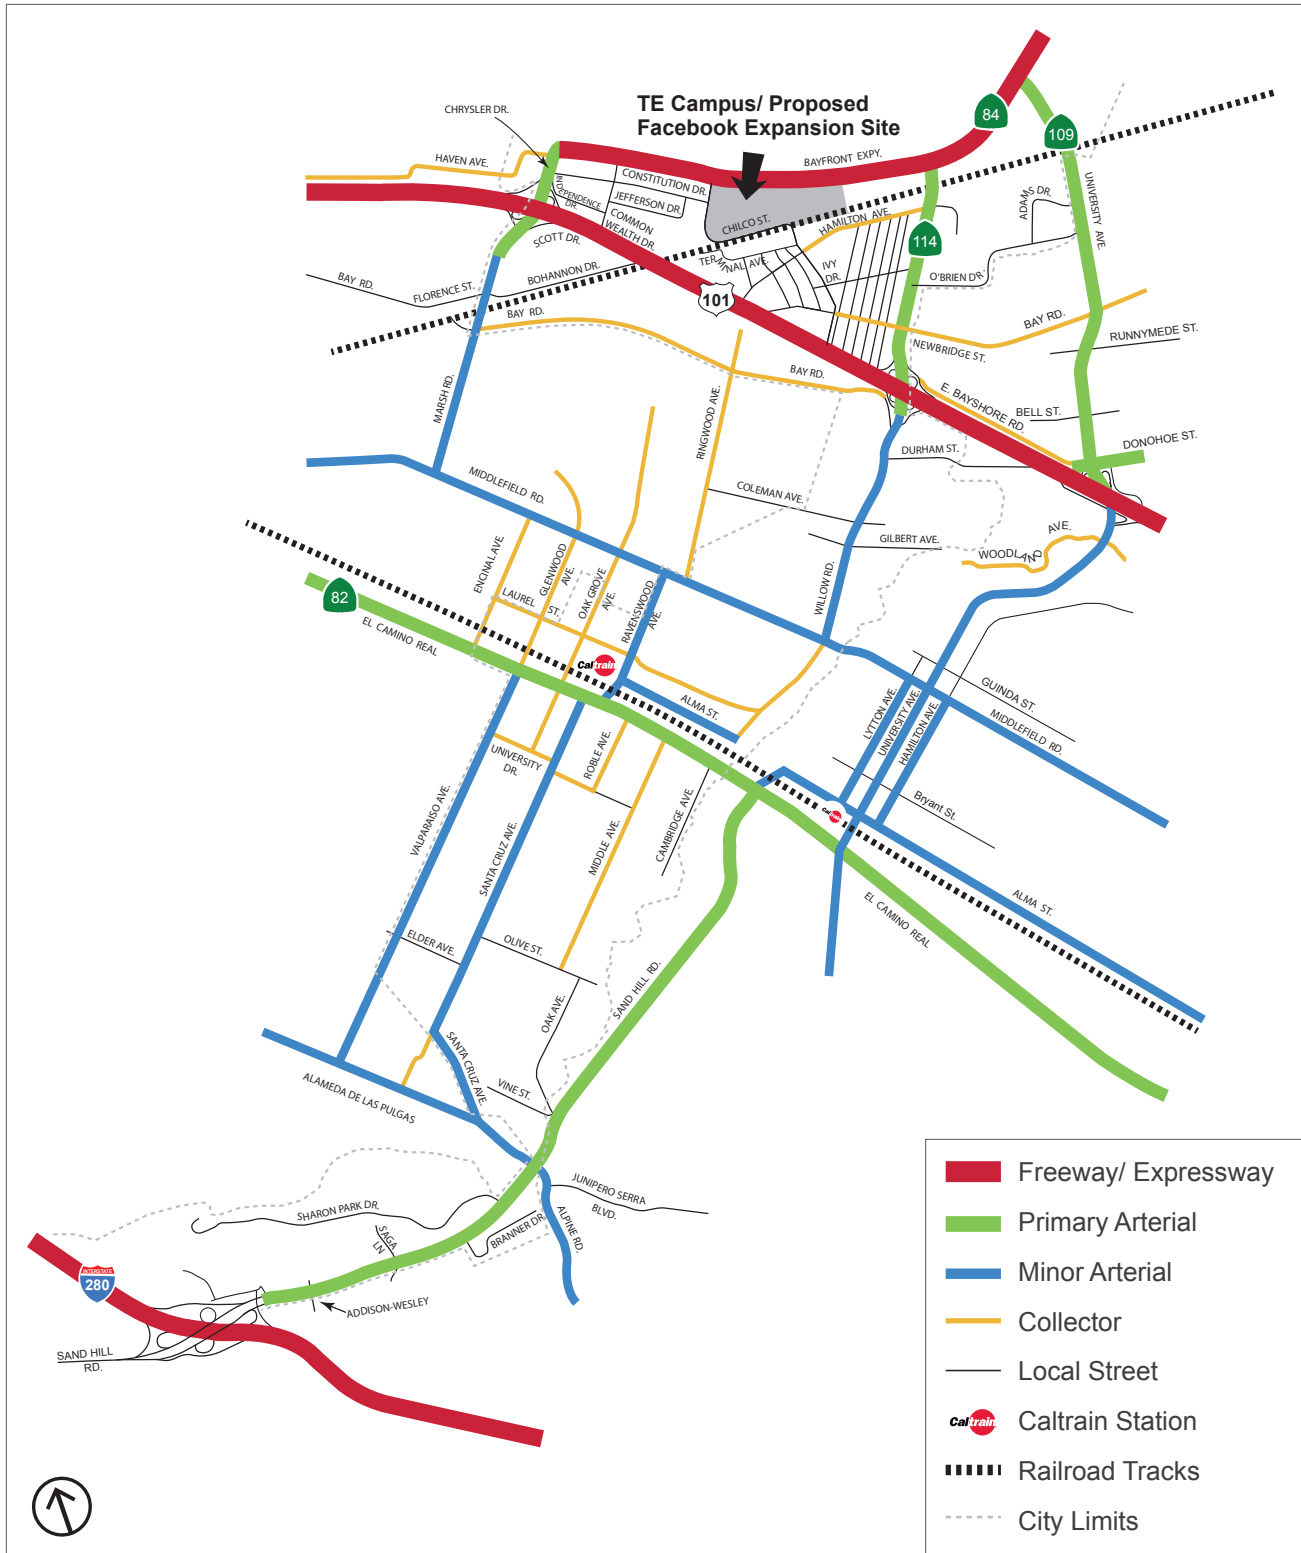 CHRYSLER DR.
TE Campus/ Proposed
Facebook Expansion Site
84
109
HAVEN AVE.
BAYFRONT EXPY.
CONSTITUTION DR.
INDEPENDENCE
DR.
JEFFERSON DR.
COMMON
WEALTH DR.
CHILCO ST.
HAMILTON AVE.
ADAMS DR.
UNIVERSITY AVE.
SCOTT DR.
114
TERMINAL AVE.
IVY
DR.
O'BRIEN DR.
BAY RD.
FLORENCE ST.
BOHANNON DR.
101
BAY RD.
BAY RD.
RUNNYMEDE ST.
NEWBRIDGE ST.
BAY RD.
MARSH RD.
RINGWOOD AVE.
E. BAYSHORE RD.
BELL ST.
DONOHOE ST.
DURHAM ST.
MIDDLEFIELD RD.
COLEMAN AVE.
GILBERT AVE.
WOODLAND
AVE.
ENCINAL AVE.
GLENWOOD
AVE.
OAK GROVE
AVE.
RAVENSWOOD
AVE.
WILLOW RD.
LAUREL
ST.
82
EL CAMINO REAL
Caltrain
ALMA ST.
LYTTON AVE.
UNIVERSITY AVE.
HAMILTON AVE.
GUINDA ST.
MIDDLEFIELD RD.
UNIVERSITY
DR.
ROBLE AVE.
VALPARAISO AVE.
SANTA CRUZ AVE.
MIDDLE AVE.
CAMBRIDGE AVE.
Bryant St.
Caltrain
ALMA ST.
EL CAMINO REAL
ELDER AVE.
OLIVE ST.
OAK AVE.
SAND HILL RD.
SANTA CRUZ AVE.
VINE ST.
ALAMEDA DE LAS PULGAS
JUNIPERO SERRA
BLVD.
SHARON PARK DR.
SAGA
LN
BRANNER DR.
ALPINE RD.
INTERSTATE
280
ADDISON-WESLEY
SAND HILL
RD.
Freeway/ Expressway
Primary Arterial
Minor Arterial
Collector
Local Street
Caltrain
Caltrain Station
Railroad Tracks
City Limits